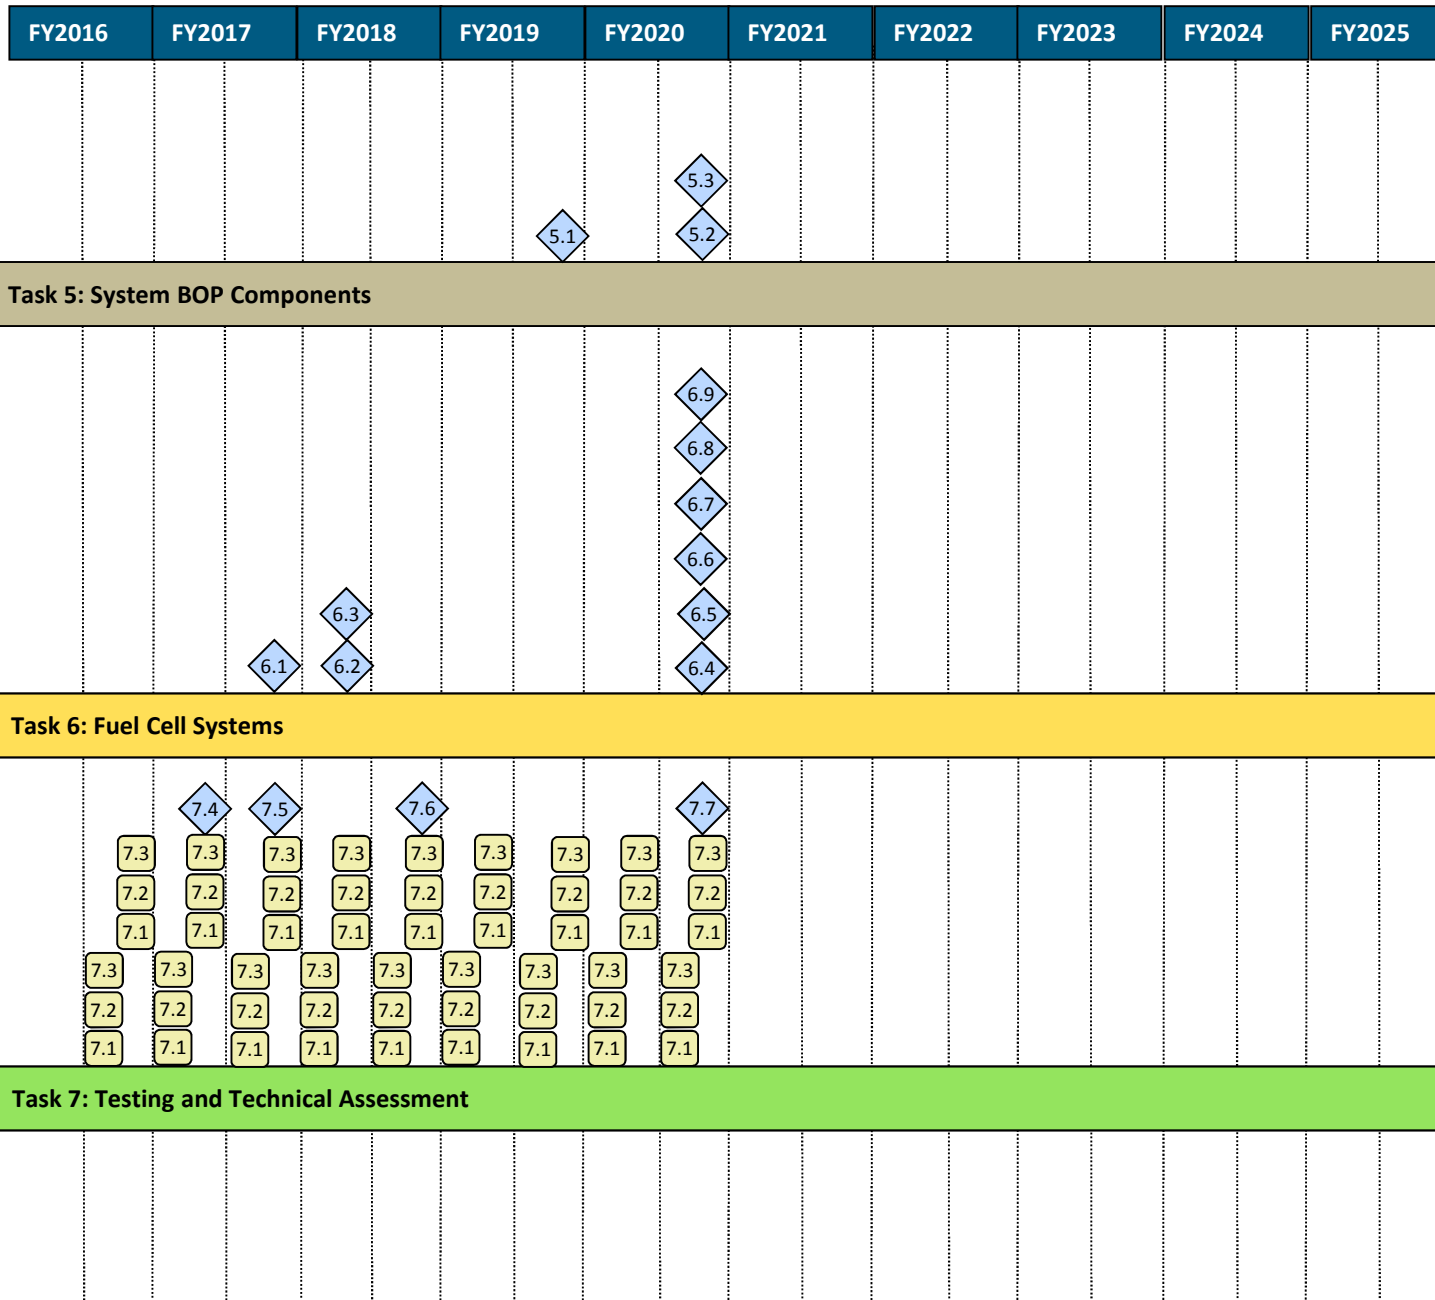 FY2016 FY2017 FY2018 FY2019 FY2020 FY2021 FY2022 FY2023 FY2024 FY2025
5.3
5.1 5.2
Task 5: System BOP Components
6.9
6.8
6.7
6.6
6.3 6.5
6.1 6.2 6.4
Task 6: Fuel Cell Systems
7.4 7.5 7.6 7.7
7.3 7.3 7.3 7.3 7.3 7.3 7.3 7.3 7.3
7.2 7.2 7.2 7.2 7.2 7.2 7.2 7.2 7.2
7.1 7.1 7.1 7.1 7.1 7.1 7.1 7.1 7.1
7.3 7.3 7.3 7.3 7.3 7.3 7.3 7.3 7.3
7.2 7.2 7.2 7.2 7.2 7.2 7.2 7.2 7.2
7.1 7.1 7.1 7.1 7.1 7.1 7.1 7.1 7.1
Task 7: Testing and Technical Assessment